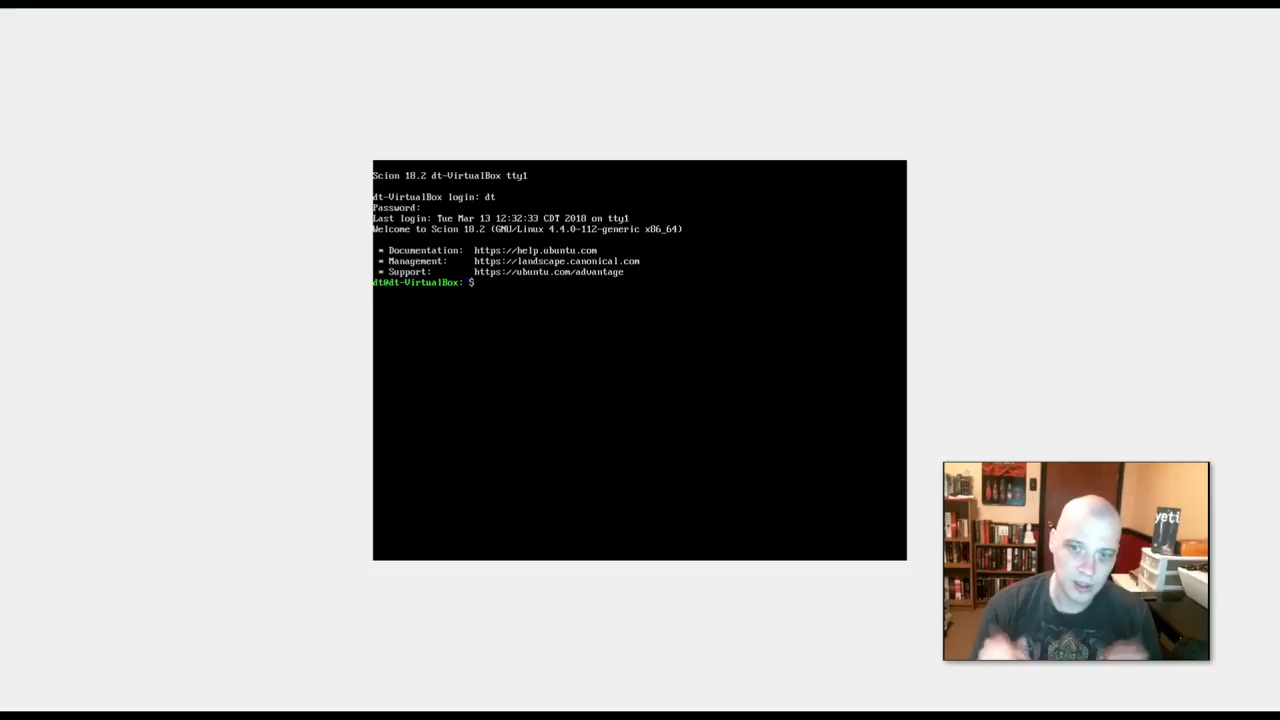 Scion 18.2 dt-VirtualBox tty1
dt-VirtualBox login: dt
Password:
Last login: Tue Mar 13 12:32:33 CDT 2018 on tty1
Welcome to Scion 18.2 (GNU/Linux 4.4.0-112-generic x86_64)
* Documentation: https://help.ubuntu.com
* Management: https://landscape.canonical.com
* Support: https://ubuntu.com/advantage
dt@dt-VirtualBox: $
yeti